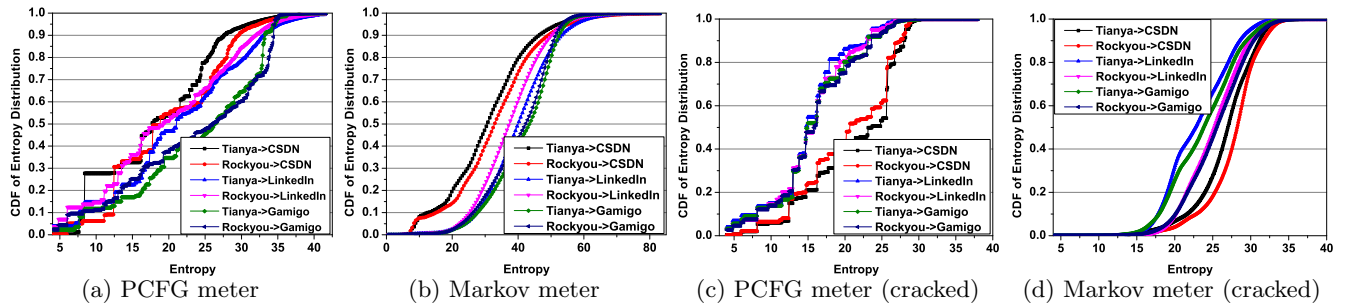 CDF of Entropy Distribution
1.0
0.9
0.8
0.7
0.6
0.5
0.4
0.3
0.2
0.1
0.0
Tianya->CSDN
Rockyou->CSDN
Tianya->LinkedIn
Rockyou->LinkedIn
Tianya->Gamigo
Rockyou->Gamigo
5 10 15 20 25 30 35 40
Entropy
(a) PCFG meter
CDF of Entropy Distribution
1.0
0.9
0.8
0.7
0.6
0.5
0.4
0.3
0.2
0.1
0.0
Tianya->CSDN
Rockyou->CSDN
Tianya->LinkedIn
Rockyou->LinkedIn
Tianya->Gamigo
Rockyou->Gamigo
0 20 40 60 80
Entropy
(b) Markov meter
CDF of Entropy Distribution
1.0
0.9
0.8
0.7
0.6
0.5
0.4
0.3
0.2
0.1
0.0
Tianya->CSDN
Rockyou->CSDN
Tianya->LinkedIn
Rockyou->LinkedIn
Tianya->Gamigo
Rockyou->Gamigo
5 10 15 20 25 30 35 40
Entropy
(c) PCFG meter (cracked)
CDF of Entropy Distribution
1.0
0.8
0.6
0.4
0.2
0.0
Tianya->CSDN
Rockyou->CSDN
Tianya->LinkedIn
Rockyou->LinkedIn
Tianya->Gamigo
Rockyou->Gamigo
5 10 15 20 25 30 35 40
Entropy
(d) Markov meter (cracked)